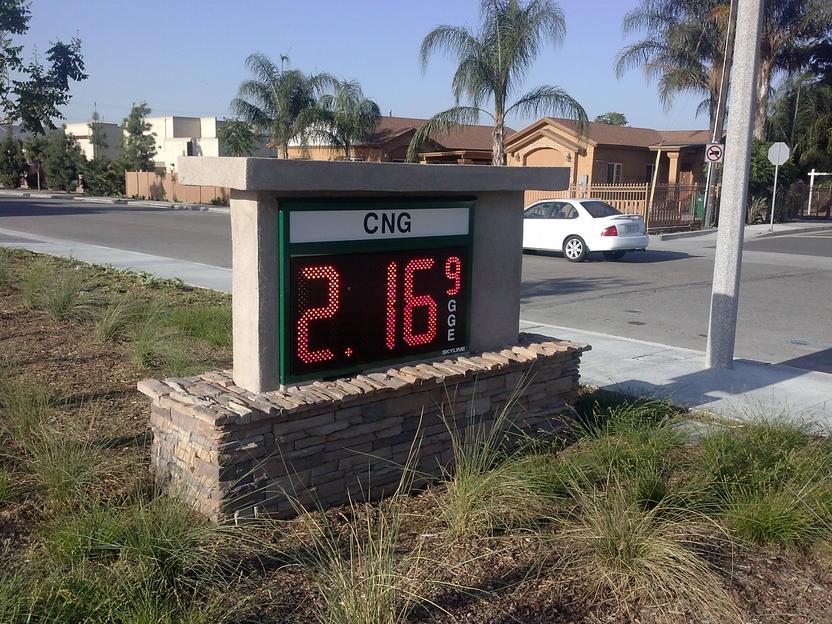 CNG
2.16 9
GGE
SKYLINE